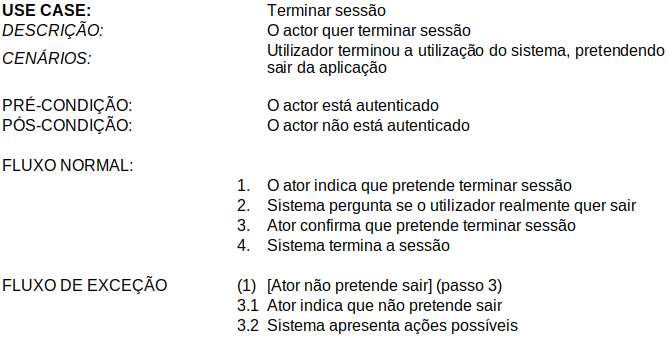 USE CASE: Terminar sessão
DESCRIÇÃO: O actor quer terminar sessão
CENÁRIOS: Utilizador terminou a utilização do sistema, pretendendo
sair da aplicação
PRÉ-CONDIÇÃO: O actor está autenticado
PÓS-CONDIÇÃO: O actor não está autenticado
FLUXO NORMAL:
1. O ator indica que pretende terminar sessão
2. Sistema pergunta se o utilizador realmente quer sair
3. Ator confirma que pretende terminar sessão
4. Sistema termina a sessão
FLUXO DE EXCEÇÃO (1) [Ator não pretende sair] (passo 3)
3.1 Ator indica que não pretende sair
3.2 Sistema apresenta ações possíveis